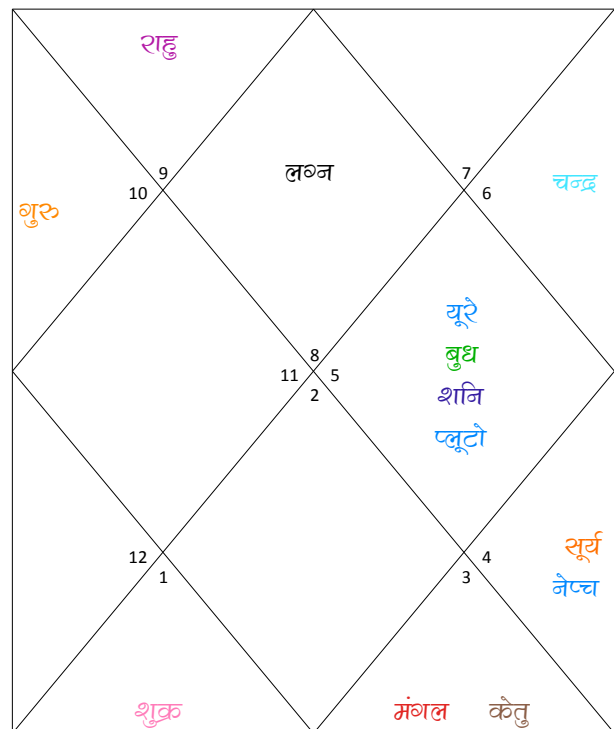 राहु
9
लग्न
7
चन्द्र
10
6
गुरु
यूरे
बुध
8
11
5
शनि
2
प्लूटो
सूर्य
12
4
1
3
नेप्च
शुक्र
मंगल केतु